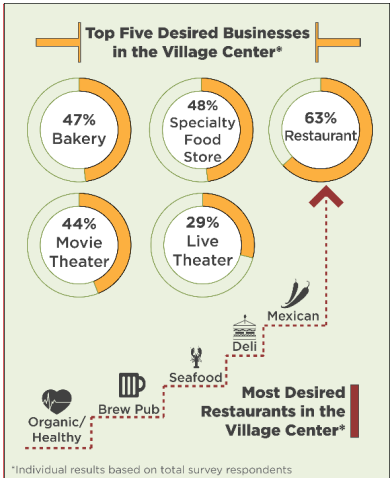 Top Five Desired Businesses
in the Village Center*
47%
Bakery
48%
Specialty
Food
Store
63%
Restaurant
44%
Movie
Theater
29%
Live
Theater
Mexican
Deli
Seafood
Brew Pub
Organic/
Healthy
Most Desired
Restaurants in the
Village Center*
*Individual results based on total survey respondents